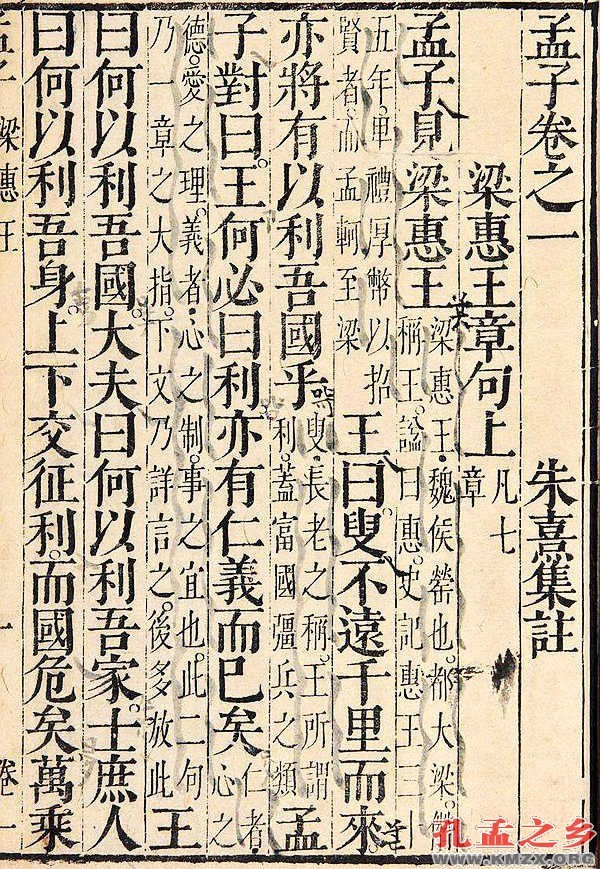 孟子卷之一 朱熹集註
梁惠王章句上 凡七
章
孟子見梁惠王
梁惠王。魏侯罃也。都大梁。僭
稱王。諡曰惠。史記惠王三
五年。卑禮厚幣以招
賢者。而孟軻至梁
王曰。叟不遠千里而來。
亦將有以利吾國乎
叟。長老之稱。王所謂
利。蓋富國彊兵之類
孟
子對曰。王何必曰利亦有仁義而已矣
仁者。
心之
德。愛之理。義者。心之制。事之宜也。此二句
乃一章之大指。下文乃詳言之。後多放此
王
曰何以利吾國。大夫曰何以利吾家。士庶人
曰何以利吾身。上下交征利。而國危矣。萬乘
孟子 梁惠王 一 卷一
孔孟之乡
WWW.KMZX.ORG